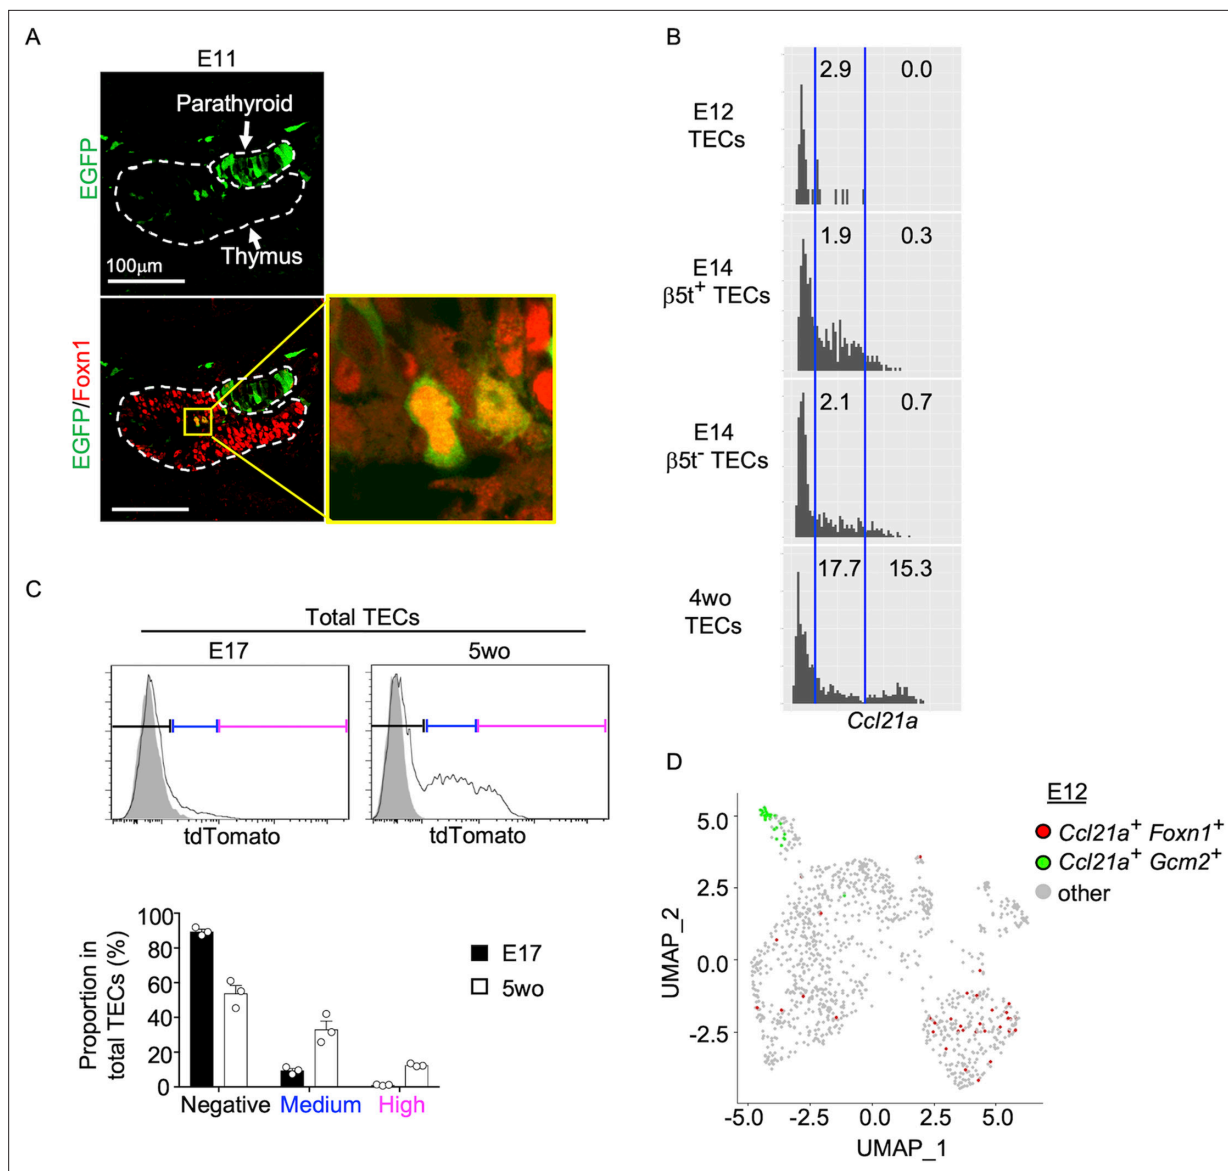 A
E11
EGFP
Parathyroid
Thymus
100μm
EGFP/Foxn1
B
E12
TECs
2.9 0.0
E14
β5t⁺ TECs
1.9 0.3
E14
β5t⁻ TECs
2.1 0.7
4wo
TECs
17.7 15.3
Ccl21a
C
Total TECs
E17 5wo
tdTomato tdTomato
Proportion in
total TECs (%)
100
80
60
40
20
0
E17
5wo
Negative Medium High
D
E12
Ccl21a⁺ Foxn1⁺
Ccl21a⁺ Gcm2⁺
other
UMAP_2
5.0
2.5
0.0
-2.5
-5.0 -2.5 0.0 2.5 5.0
UMAP_1